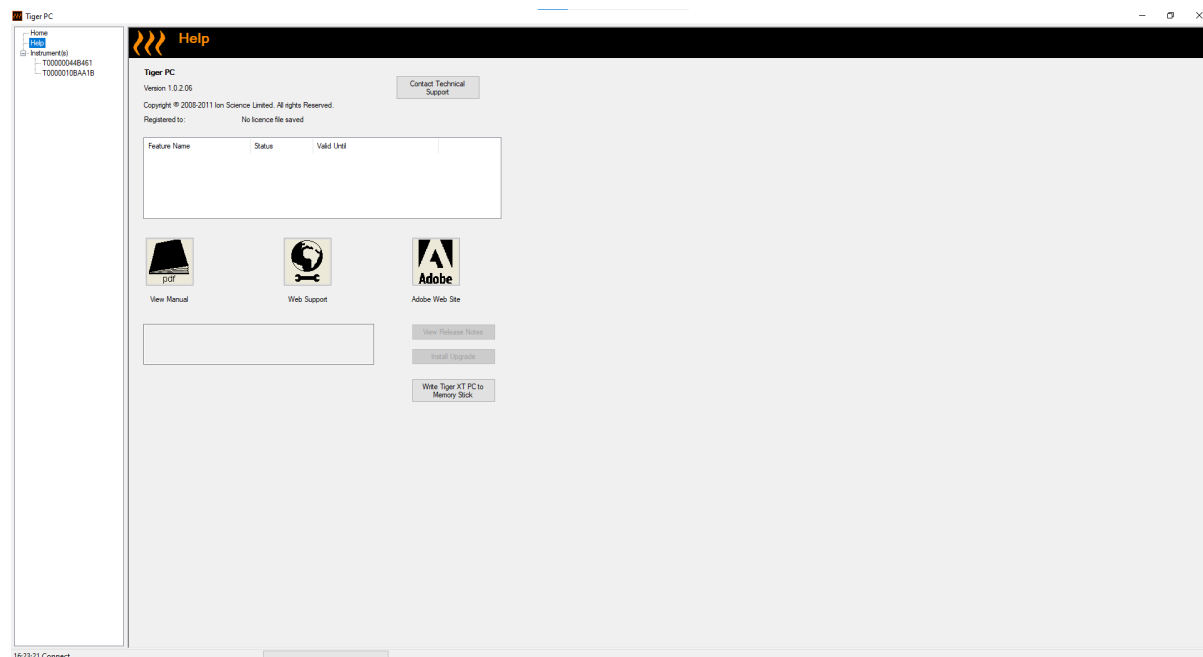 Tiger PC
Home
Help
Instrument(s)
T00000044B461
T0000010BAA1B
Help
Tiger PC
Version 1.0.2.06
Contact Technical
Support
Copyright © 2008-2011 Ion Science Limited. All rights Reserved.
Registered to: No licence file saved
Feature Name Status Valid Until
pdf
Adobe
View Manual Web Support Adobe Web Site
View Release Notes
Install Upgrade
Write Tiger XT PC to
Memory Stick
16:23:21 Connect